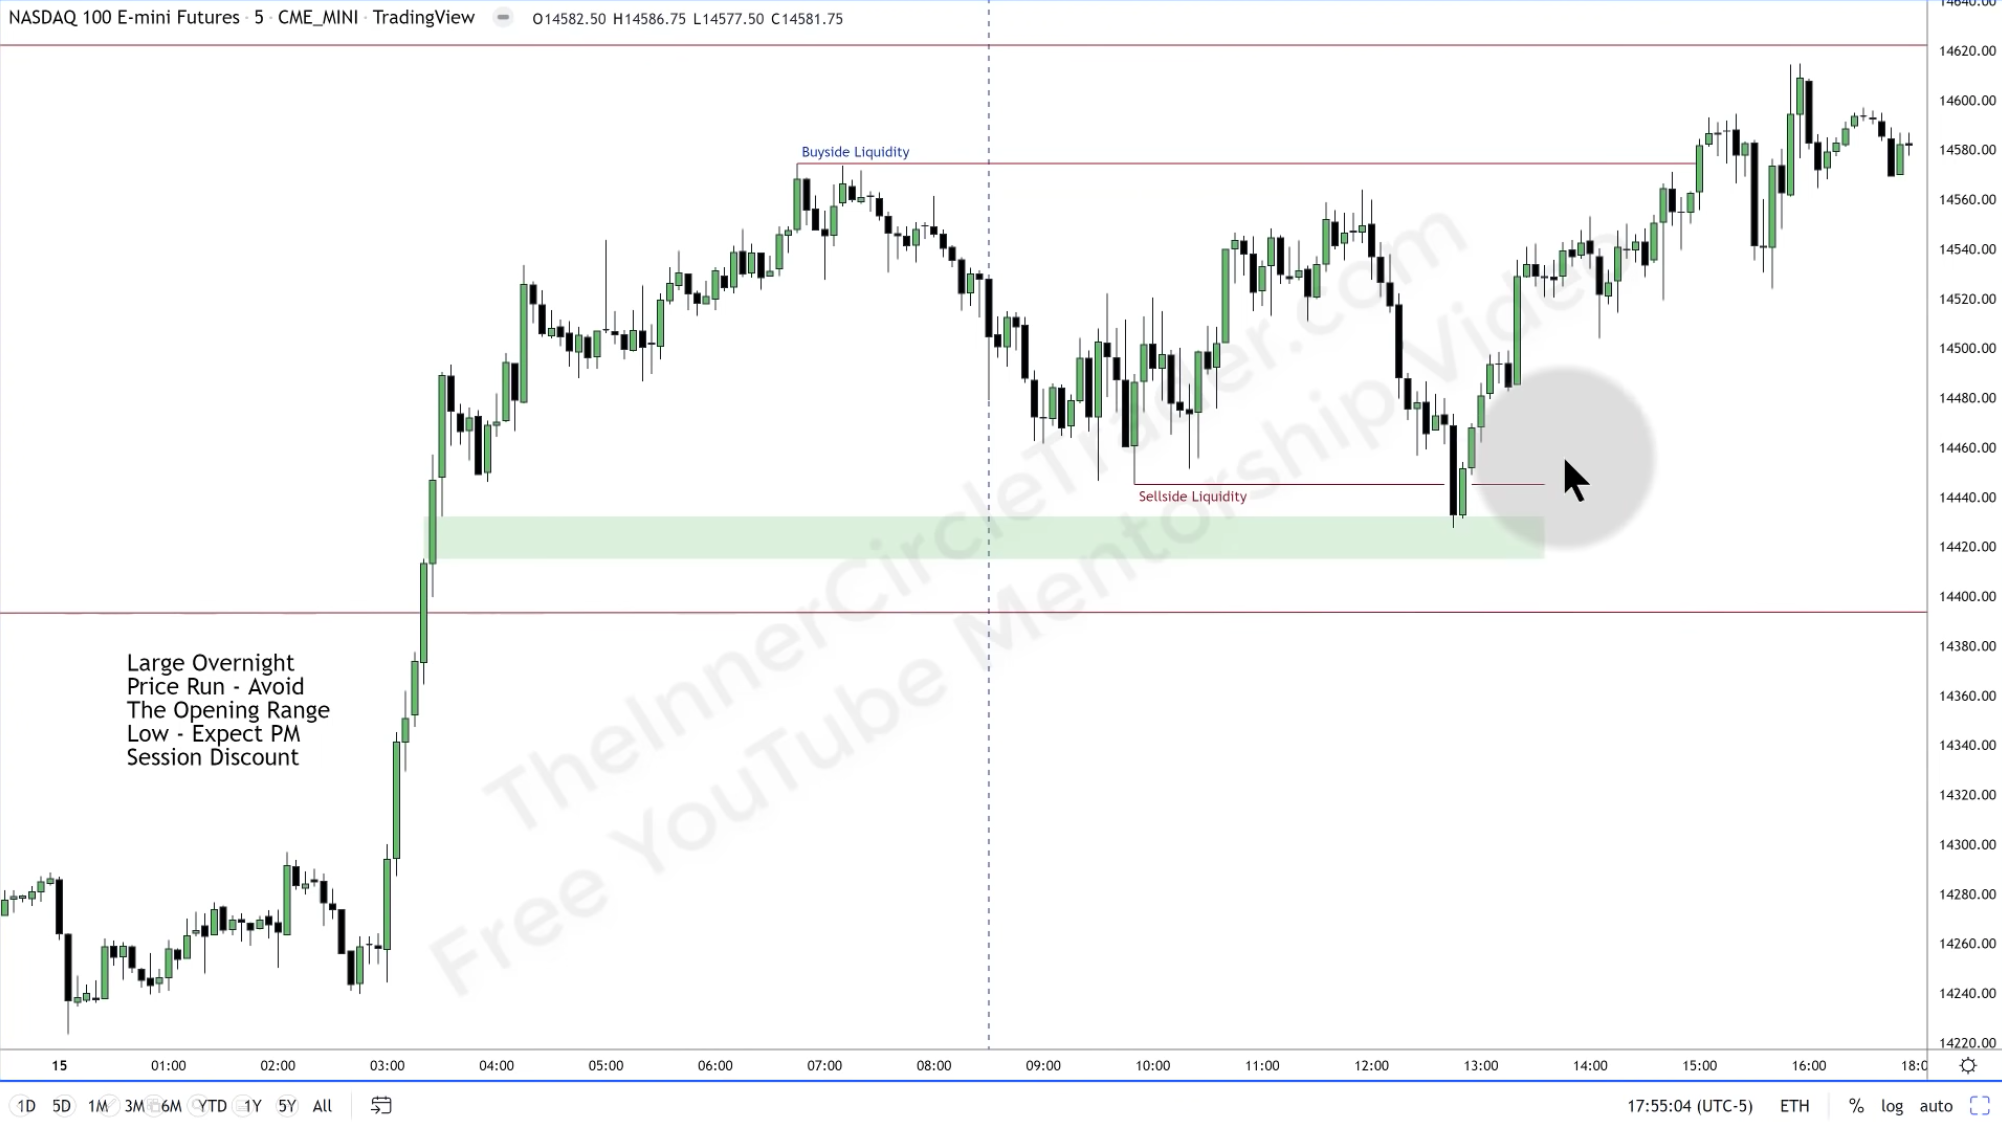 NASDAQ 100 E-mini Futures · 5 · CME_MINI · TradingView O14582.50 H14586.75 L14577.50 C14581.75
14640.00
14620.00
14600.00
14580.00
14560.00
14540.00
14520.00
14500.00
14480.00
14460.00
14440.00
14420.00
14400.00
14380.00
14360.00
14340.00
14320.00
14300.00
14280.00
14260.00
14240.00
14220.00
Buyside Liquidity
Sellside Liquidity
TheInnerCircleTrader.com
Free YouTube Mentorship Video
Large Overnight
Price Run - Avoid
The Opening Range
Low - Expect PM
Session Discount
15 01:00 02:00 03:00 04:00 05:00 06:00 07:00 08:00 09:00 10:00 11:00 12:00 13:00 14:00 15:00 16:00 18:0
1D 5D 1M 3M 6M YTD 1Y 5Y All 17:55:04 (UTC-5) ETH % log auto